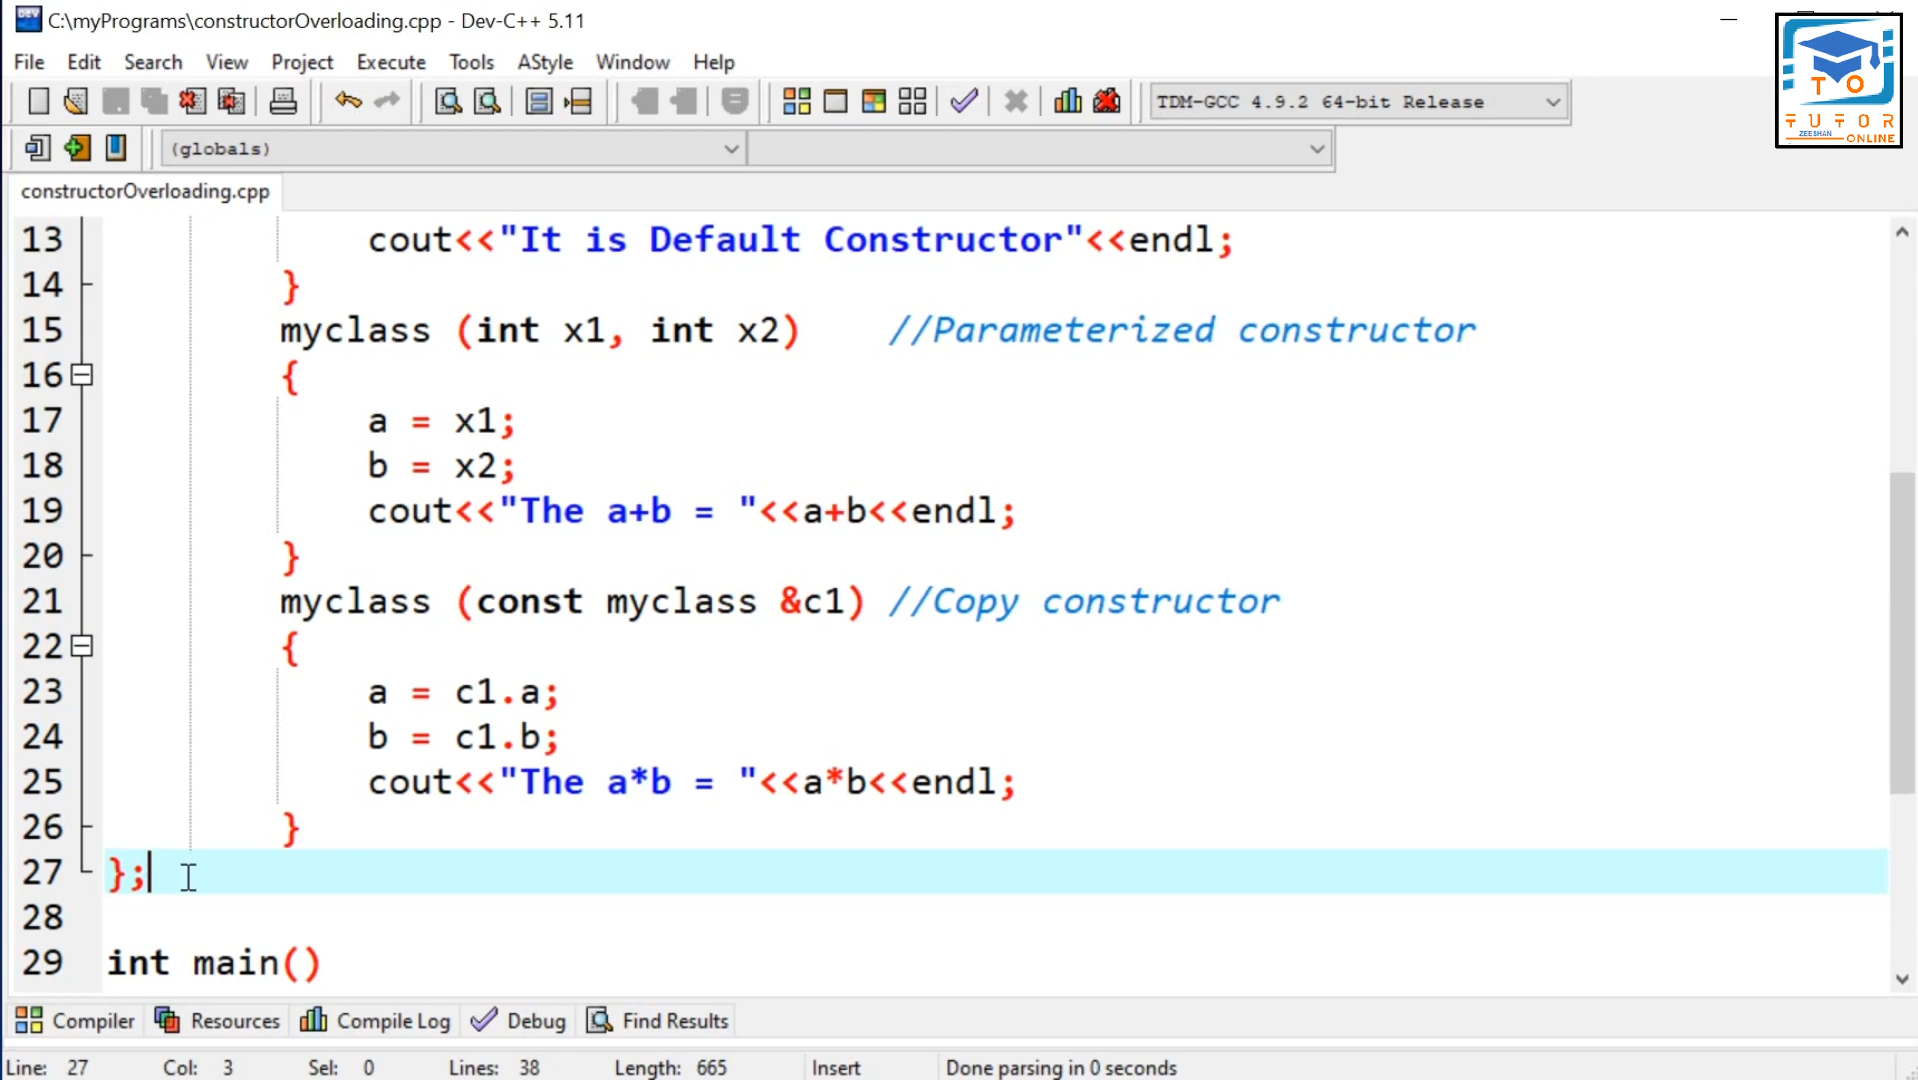 C:\myPrograms\constructorOverloading.cpp - Dev-C++ 5.11
File Edit Search View Project Execute Tools AStyle Window Help
TDM-GCC 4.9.2 64-bit Release
(globals)
constructorOverloading.cpp
13 cout<<"It is Default Constructor"<<endl;
14 }
15 myclass (int x1, int x2) //Parameterized constructor
16 {
17 a = x1;
18 b = x2;
19 cout<<"The a+b = "<<a+b<<endl;
20 }
21 myclass (const myclass &c1) //Copy constructor
22 {
23 a = c1.a;
24 b = c1.b;
25 cout<<"The a*b = "<<a*b<<endl;
26 }
27 };
28
29 int main()
Compiler Resources Compile Log Debug Find Results
Line: 27 Col: 3 Sel: 0 Lines: 38 Length: 665 Insert Done parsing in 0 seconds
DEV
TO
TUTOR
ZEESHAN
ONLINE